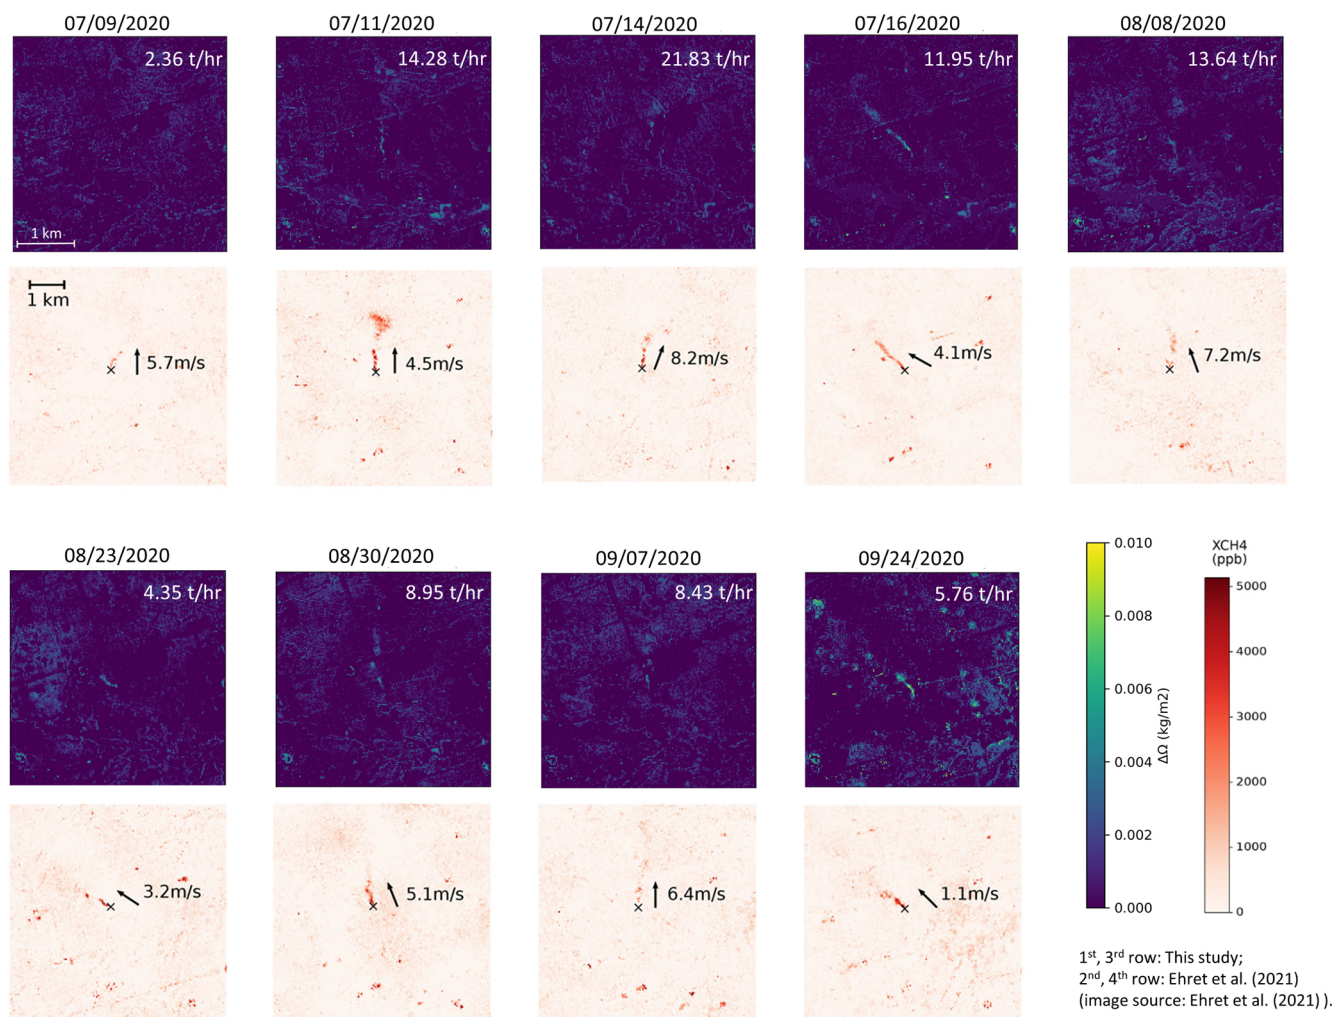 07/09/2020 07/11/2020 07/14/2020 07/16/2020 08/08/2020
2.36 t/hr 14.28 t/hr 21.83 t/hr 11.95 t/hr 13.64 t/hr
1 km
1 km
5.7m/s 4.5m/s 8.2m/s 4.1m/s 7.2m/s
08/23/2020 08/30/2020 09/07/2020 09/24/2020
4.35 t/hr 8.95 t/hr 8.43 t/hr 5.76 t/hr
3.2m/s 5.1m/s 6.4m/s 1.1m/s
0.010
0.008
0.006
0.004
0.002
0.000
ΔΩ (kg/m2)
XCH4
(ppb)
5000
4000
3000
2000
1000
0
1st, 3rd row: This study;
2nd, 4th row: Ehret et al. (2021)
(image source: Ehret et al. (2021) ).